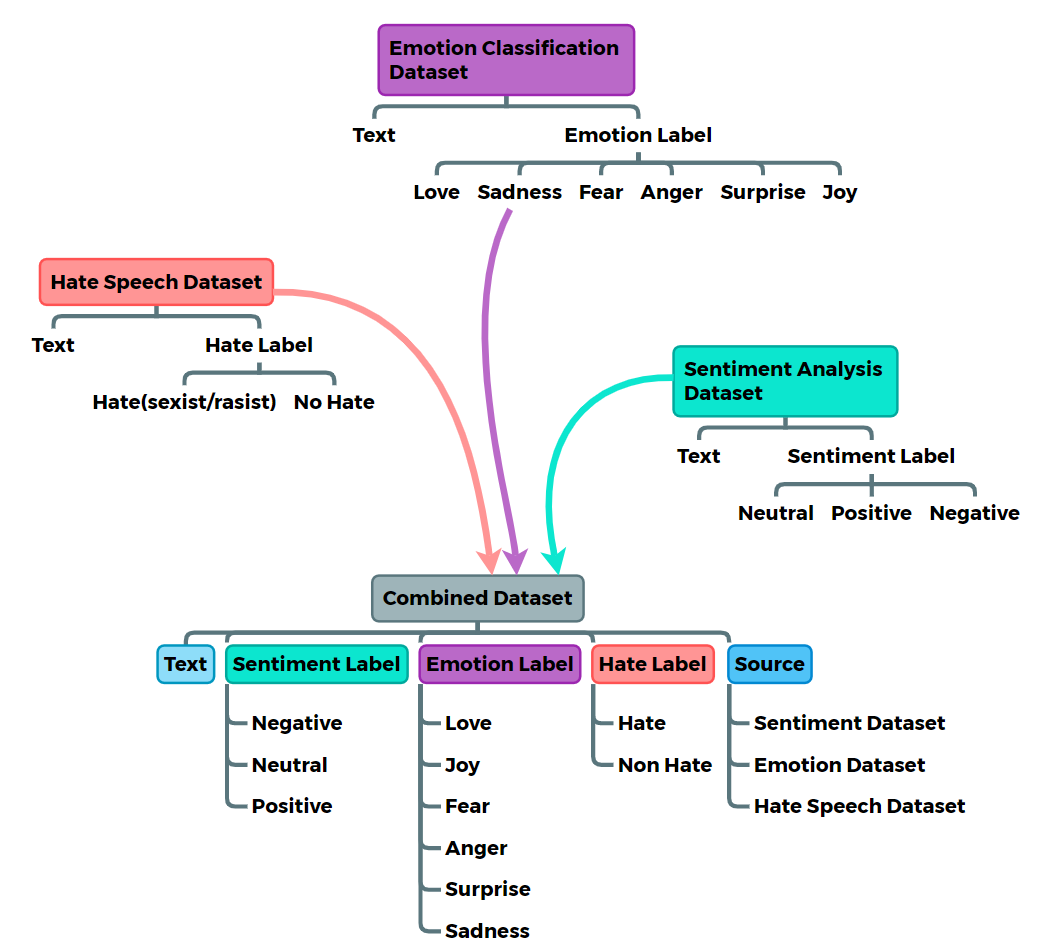 Emotion Classification
Dataset
Text
Emotion Label
Love
Sadness
Fear
Anger
Surprise
Joy
Hate Speech Dataset
Text
Hate Label
Hate(sexist/rasist)
No Hate
Sentiment Analysis
Dataset
Text
Sentiment Label
Neutral
Positive
Negative
Combined Dataset
Text
Sentiment Label
Emotion Label
Hate Label
Source
Negative
Neutral
Positive
Love
Joy
Fear
Anger
Surprise
Sadness
Hate
Non Hate
Sentiment Dataset
Emotion Dataset
Hate Speech Dataset